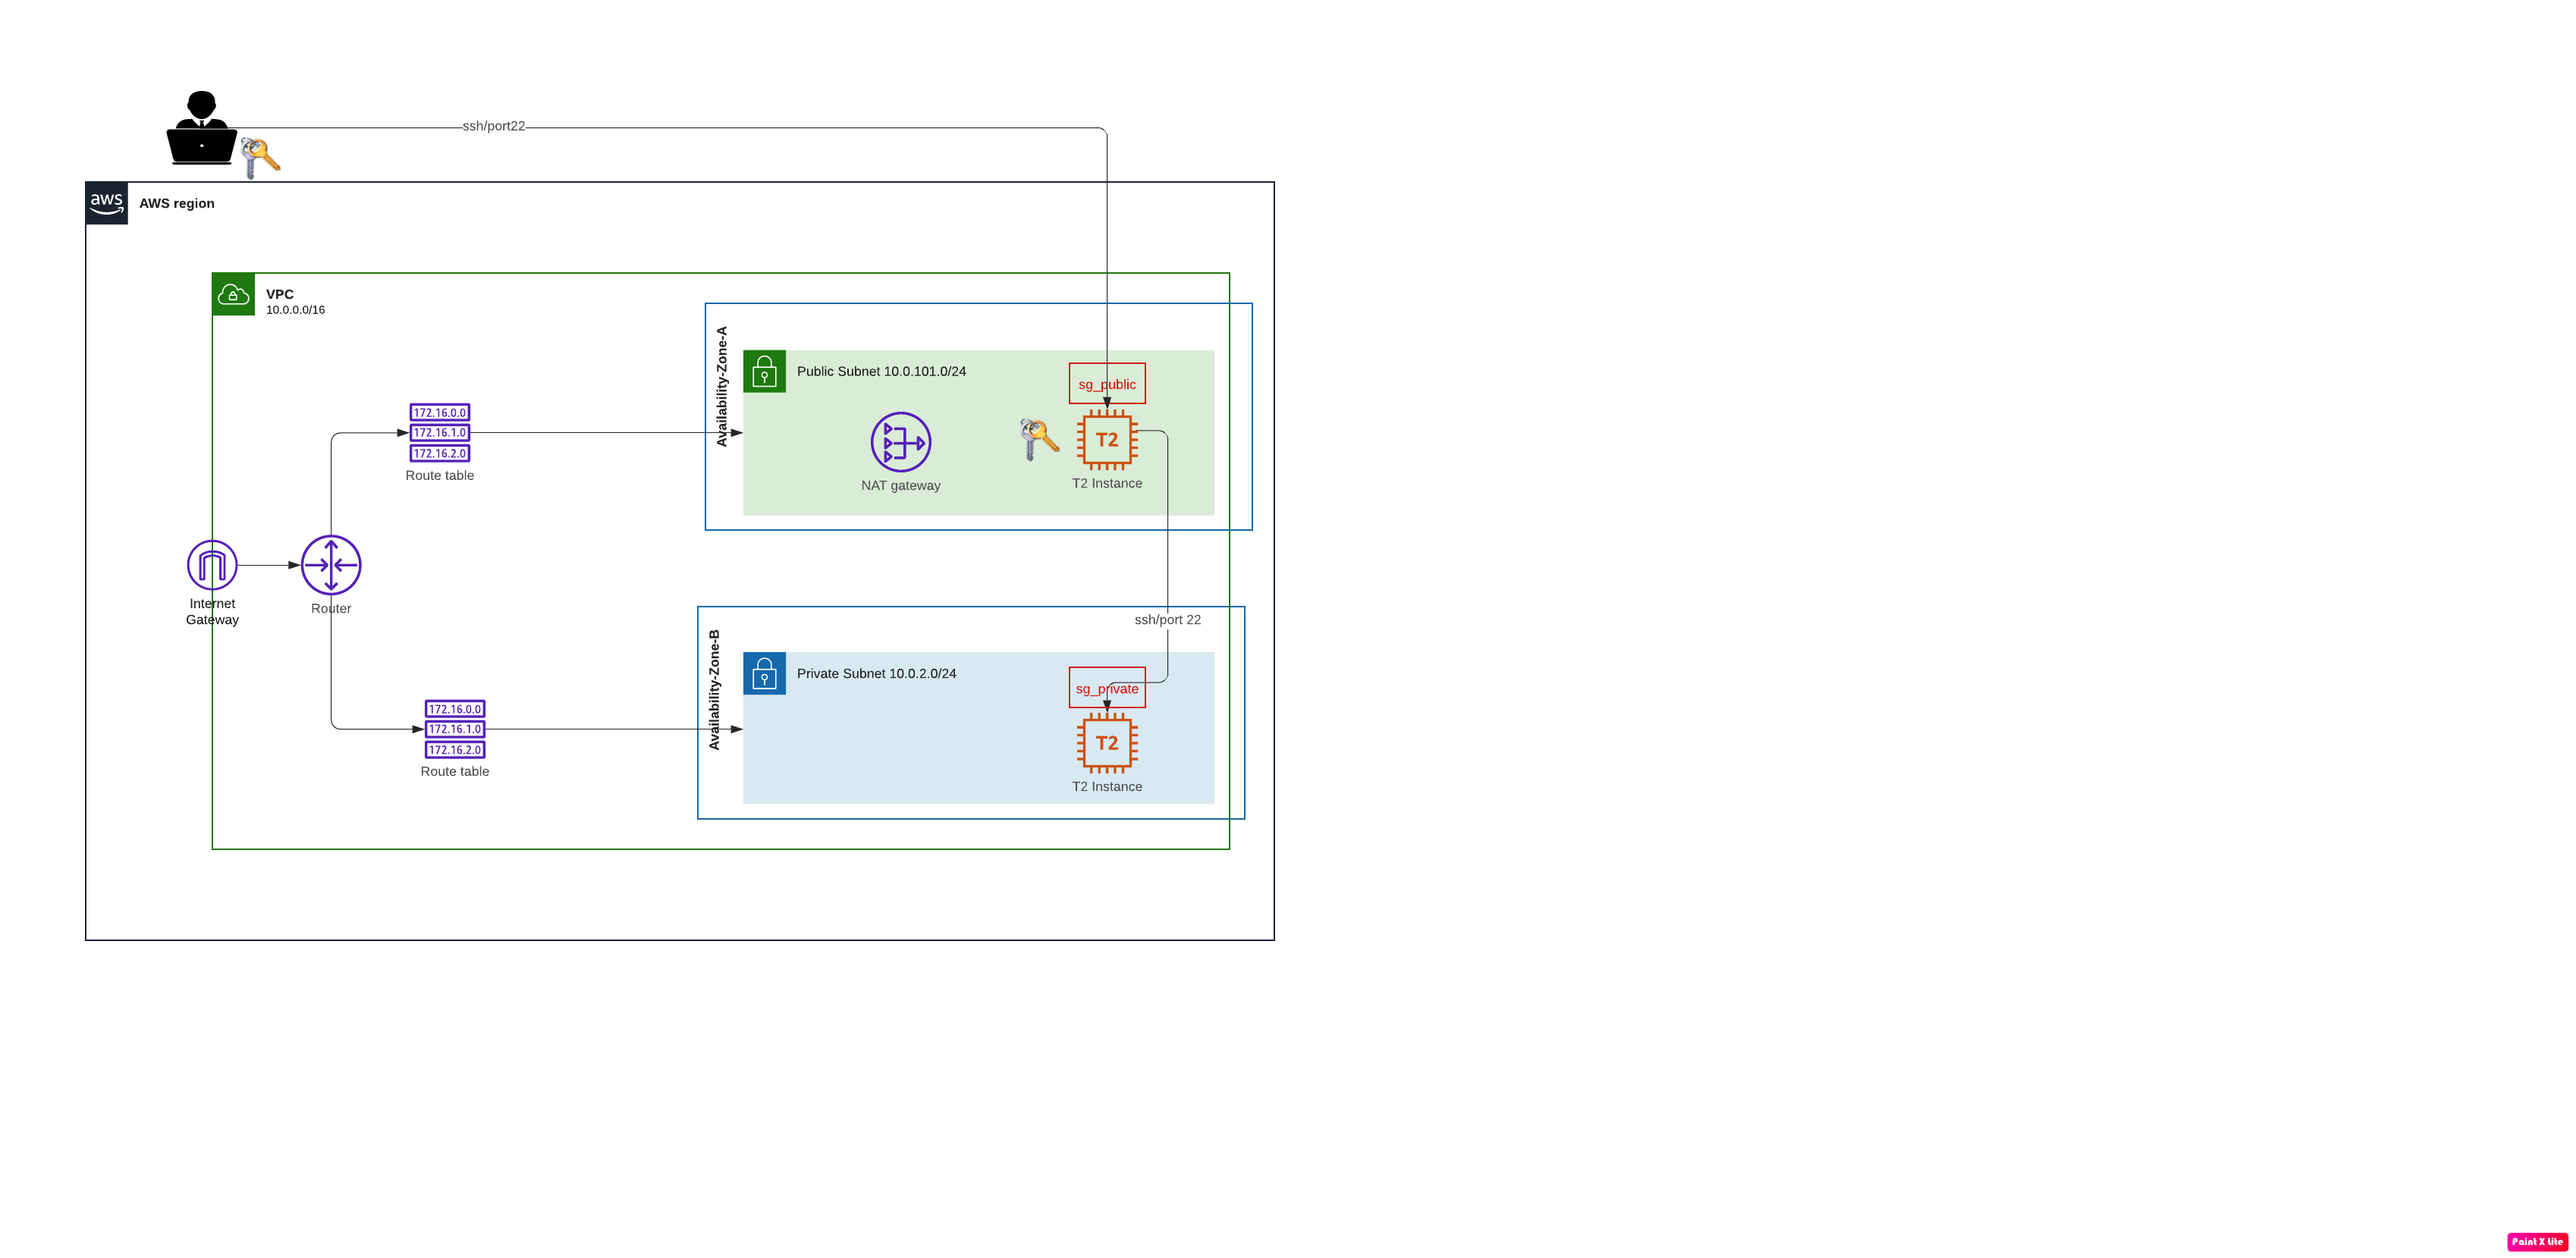 ssh/port22
aws
AWS region
VPC
10.0.0.0/16
Availability-Zone-A
Public Subnet 10.0.101.0/24
sg_public
172.16.0.0
172.16.1.0
172.16.2.0
Route table
T2
NAT gateway
T2 Instance
Internet
Gateway
Router
ssh/port 22
Availability-Zone-B
Private Subnet 10.0.2.0/24
sg_private
172.16.0.0
172.16.1.0
172.16.2.0
Route table
T2
T2 Instance
Paint X Lite